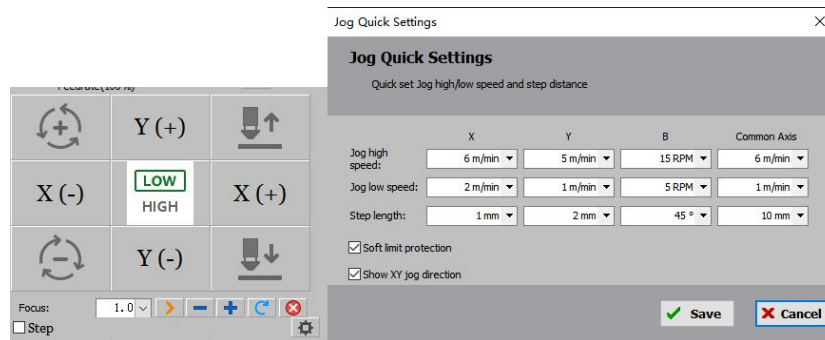 Jog Quick Settings
Jog Quick Settings
Quick set Jog high/low speed and step distance
X Y B Common Axis
Jog high speed: 6 m/min 5 m/min 15 RPM 6 m/min
Jog low speed: 2 m/min 1 m/min 5 RPM 1 m/min
Step length: 1 mm 2 mm 45 ° 10 mm
Soft limit protection
Show XY jog direction
Save Cancel
(+) Y (+)
X (-) LOW HIGH X (+)
(-) Y (-)
Focus: 1.0
Step